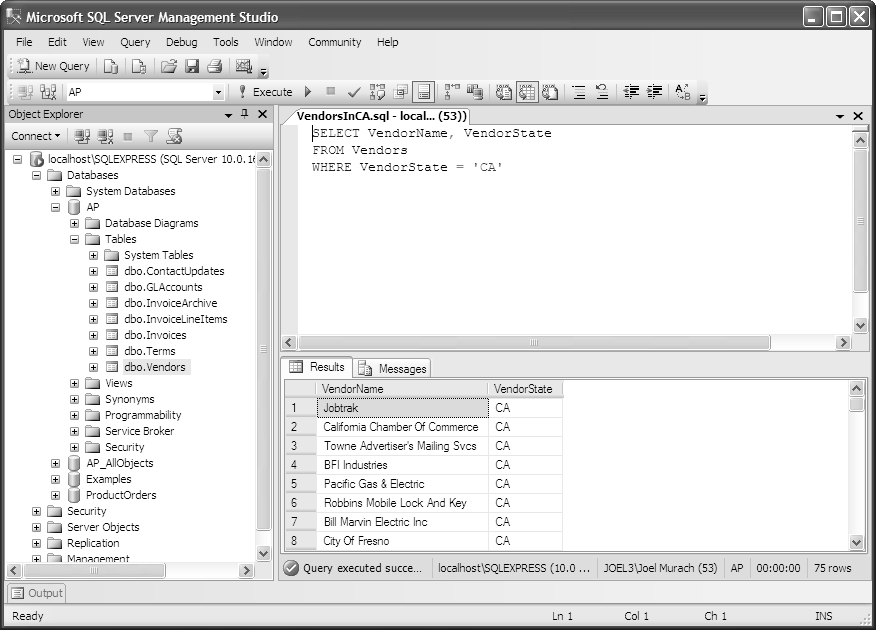 Microsoft SQL Server Management Studio
File Edit View Query Debug Tools Window Community Help
New Query
AP
Execute
Object Explorer
Connect
localhost\SQLEXPRESS (SQL Server 10.0.16
Databases
System Databases
AP
Database Diagrams
Tables
System Tables
dbo.ContactUpdates
dbo.GLAccounts
dbo.InvoiceArchive
dbo.InvoiceLineItems
dbo.Invoices
dbo.Terms
dbo.Vendors
Views
Synonyms
Programmability
Service Broker
Security
AP_AllObjects
Examples
ProductOrders
Security
Server Objects
Replication
Management
VendorsInCA.sql - local... (53))
SELECT VendorName, VendorState
FROM Vendors
WHERE VendorState = 'CA'
Results Messages
VendorName VendorState
1 Jobtrak CA
2 California Chamber Of Commerce CA
3 Towne Advertiser's Mailing Svcs CA
4 BFI Industries CA
5 Pacific Gas & Electric CA
6 Robbins Mobile Lock And Key CA
7 Bill Marvin Electric Inc CA
8 City Of Fresno CA
Query executed succe... localhost\SQLEXPRESS (10.0 ... JOEL3\Joel Murach (53) AP 00:00:00 75 rows
Output
Ready Ln 1 Col 1 Ch 1 INS